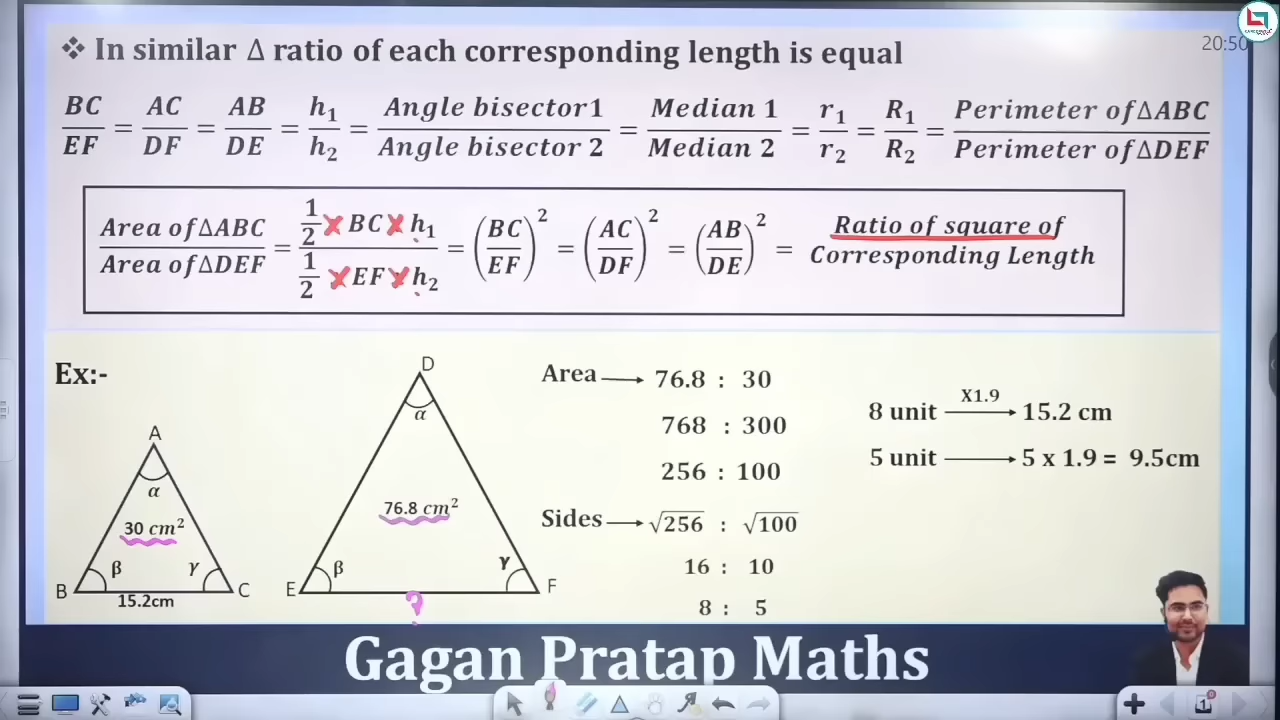 20:50
❖ In similar Δ ratio of each corresponding length is equal
BC/EF = AC/DF = AB/DE = h₁/h₂ = Angle bisector1/Angle bisector 2 = Median 1/Median 2 = r₁/r₂ = R₁/R₂ = Perimeter of ΔABC/Perimeter of ΔDEF
Area of ΔABC/Area of ΔDEF = (1/2 × BC × h₁)/(1/2 × EF × h₂) = (BC/EF)² = (AC/DF)² = (AB/DE)² = Ratio of square of
Corresponding Length
Ex:-
A
α
30 cm²
β
γ
B
C
15.2cm
D
α
76.8 cm²
β
γ
E
F
?
Area → 76.8 : 30
768 : 300
256 : 100
Sides → √256 : √100
16 : 10
8 : 5
X1.9
8 unit → 15.2 cm
5 unit → 5 x 1.9 = 9.5cm
Gagan Pratap Maths
1